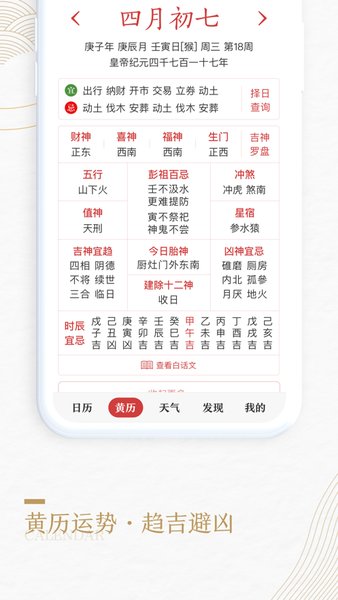 四月初七
庚子年 庚辰月 壬寅日[猴] 周三 第18周
皇帝纪元四千七百一十七年
宜 出行 纳财 开市 交易 立券 动土
忌 动土 伐木 安葬 动土 伐木 安葬
择日
查询
财神 喜神 福神 生门 吉神
正东 西南 西南 正西 罗盘
五行
山下火
彭祖百忌
壬不汲水
更难提防
寅不祭祀
神鬼不尝
冲煞
冲虎 煞南
值神
天刑
星宿
参水猿
吉神宜趋
四相 阴德
不将 续世
三合 临日
今日胎神
厨灶门外东南
建除十二神
收日
凶神宜忌
碓磨 厕房
内北 孤参
月厌 地火
时辰 戊 己 庚 辛 壬 癸 甲 乙 丙 丁 戊 己
子 丑 寅 卯 辰 巳 午 未 申 酉 戌 亥
宜忌 吉 凶 凶 吉 吉 吉 吉 吉 吉 吉 吉 吉
查看白话文
日历 黄历 天气 发现 我的
黄历运势·趋吉避凶
CALENDAR